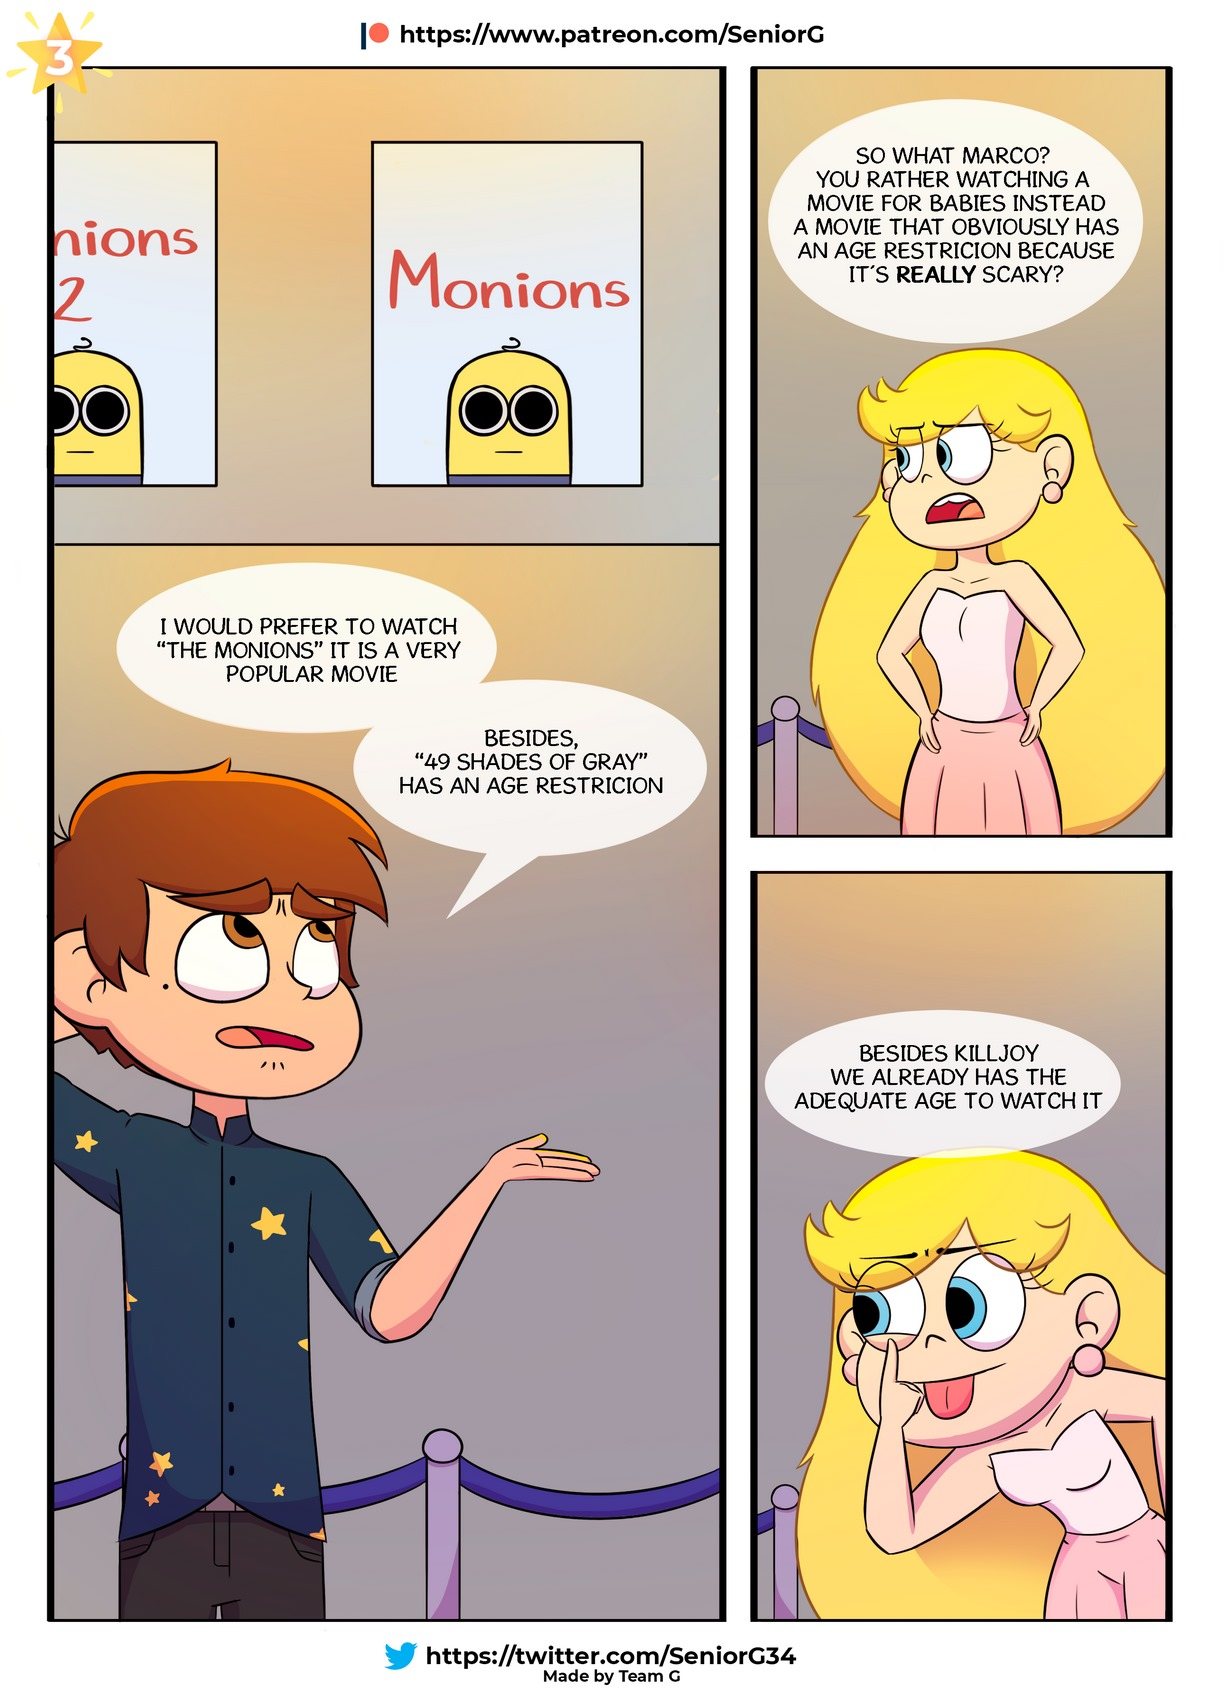 3
https://www.patreon.com/SeniorG
nions
2
Monions
I WOULD PREFER TO WATCH
“THE MONIONS” IT IS A VERY
POPULAR MOVIE
BESIDES,
“49 SHADES OF GRAY”
HAS AN AGE RESTRICION
SO WHAT MARCO?
YOU RATHER WATCHING A
MOVIE FOR BABIES INSTEAD
A MOVIE THAT OBVIOUSLY HAS
AN AGE RESTRICION BECAUSE
IT´S REALLY SCARY?
BESIDES KILLJOY
WE ALREADY HAS THE
ADEQUATE AGE TO WATCH IT
https://twitter.com/SeniorG34
Made by Team G